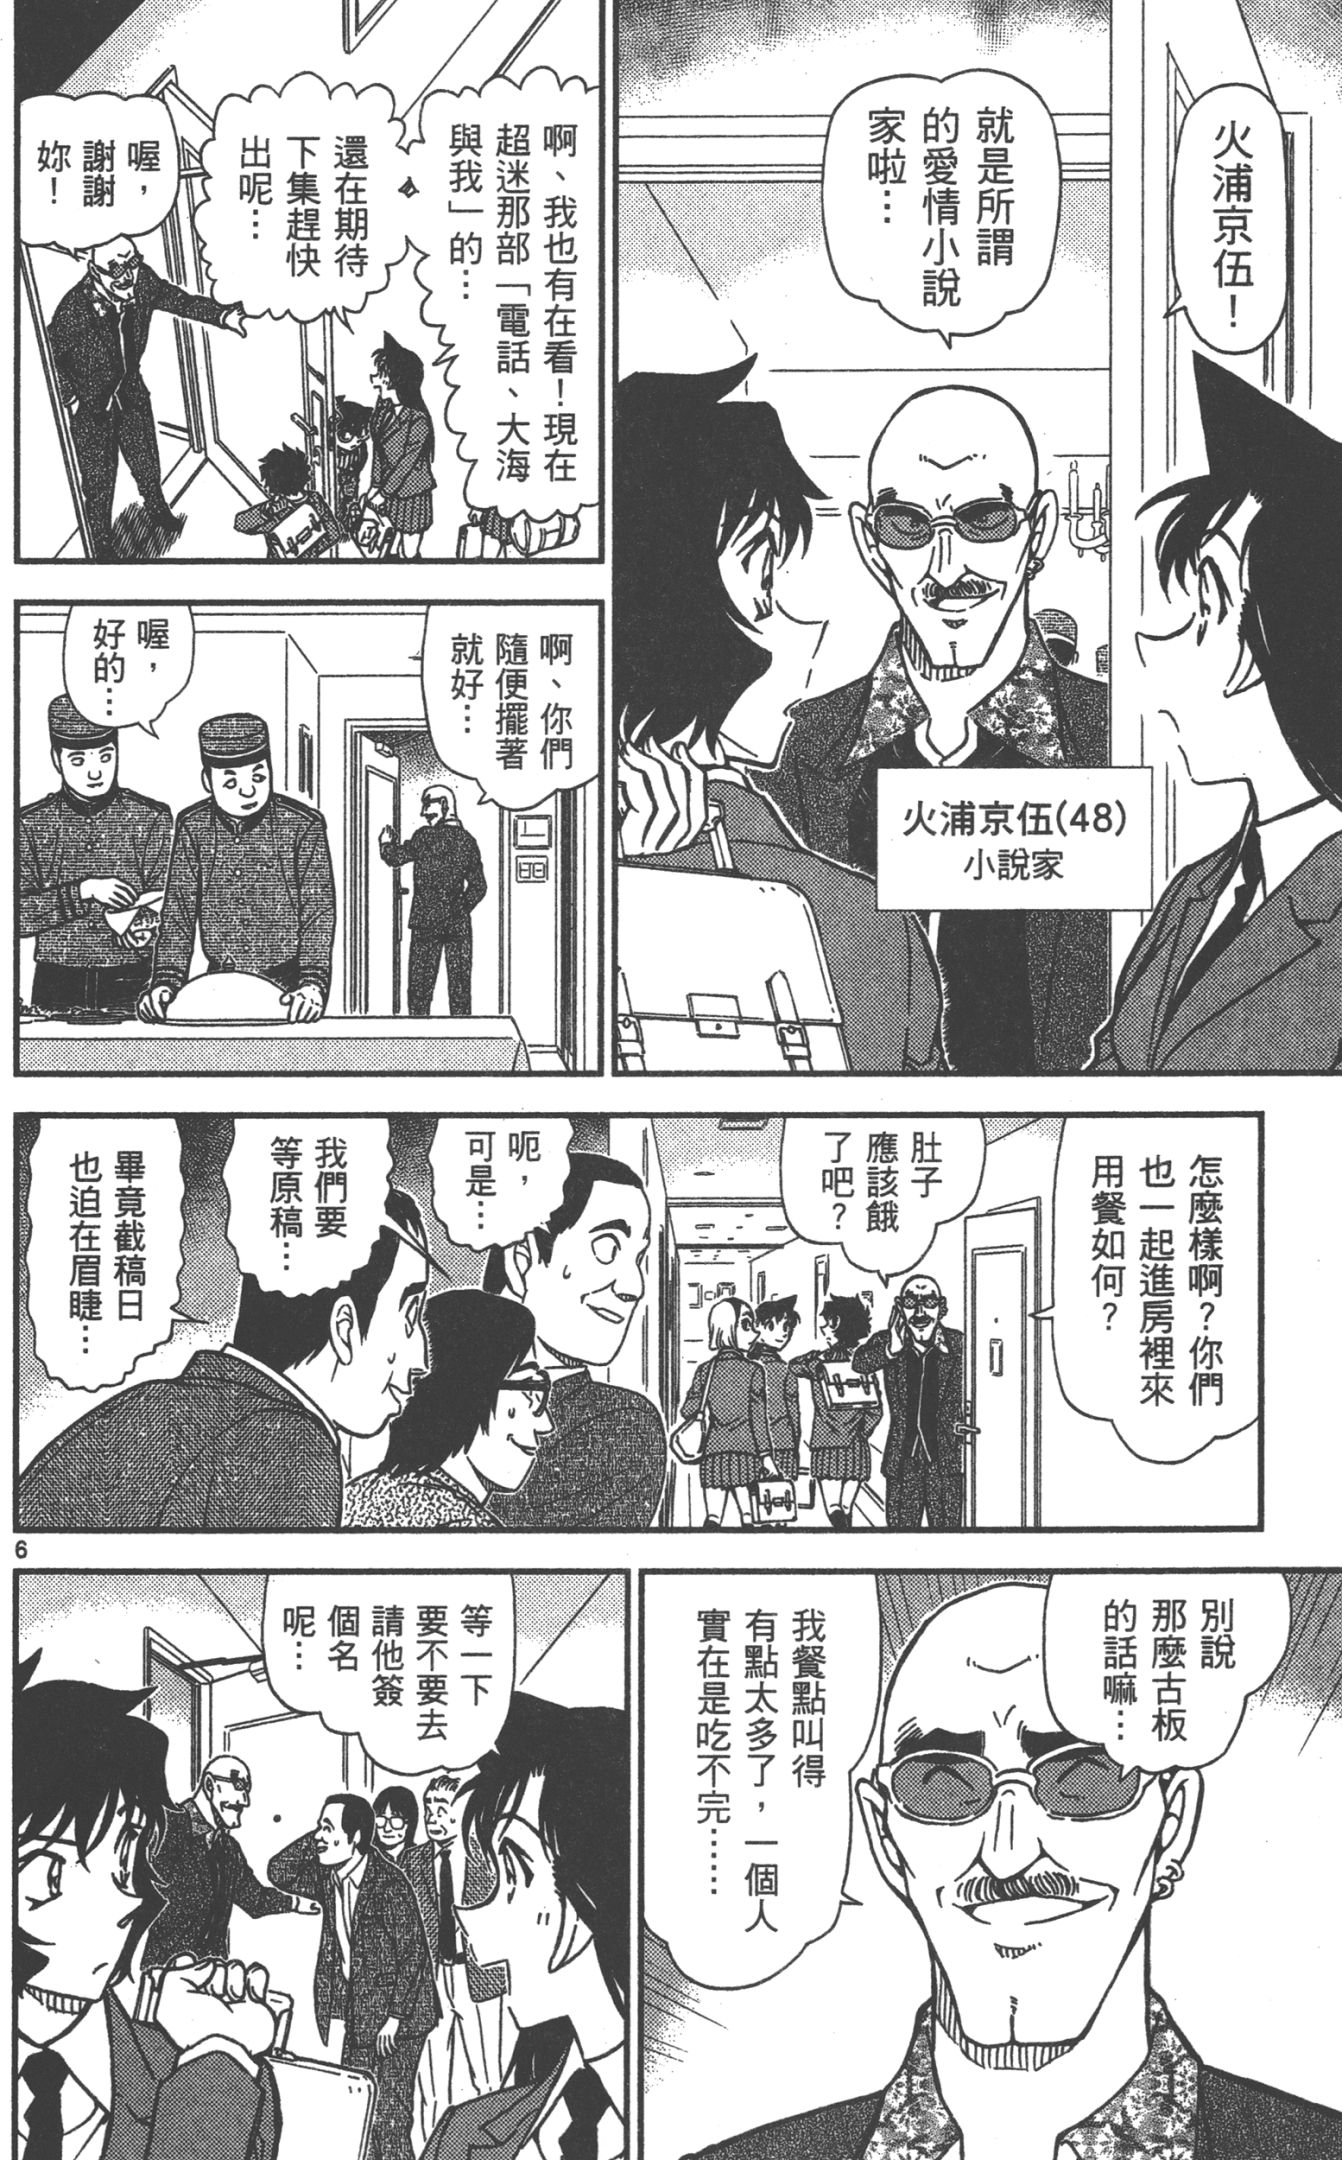 火浦京伍!
就是所謂
的愛情小說
家啦…
火浦京伍(48)
小說家
啊、我也有在看!現在
超迷那部「電話、大海
與我」的…
還在期待
下集趕快
出呢…
喔,
謝謝
妳!
啊、你們
隨便擺著
就好…
喔,
好的…
怎麼樣啊?你們
也一起進房裡來
用餐如何?
肚子
應該餓
了吧?
呃,
可是…
我們要
等原稿…
畢竟截稿日
也迫在眉睫…
6
別說
那麼古板
的話嘛…
我餐點叫得
有點太多了,一個人
實在是吃不完……
等一下
要不要去
請他簽
個名
呢…